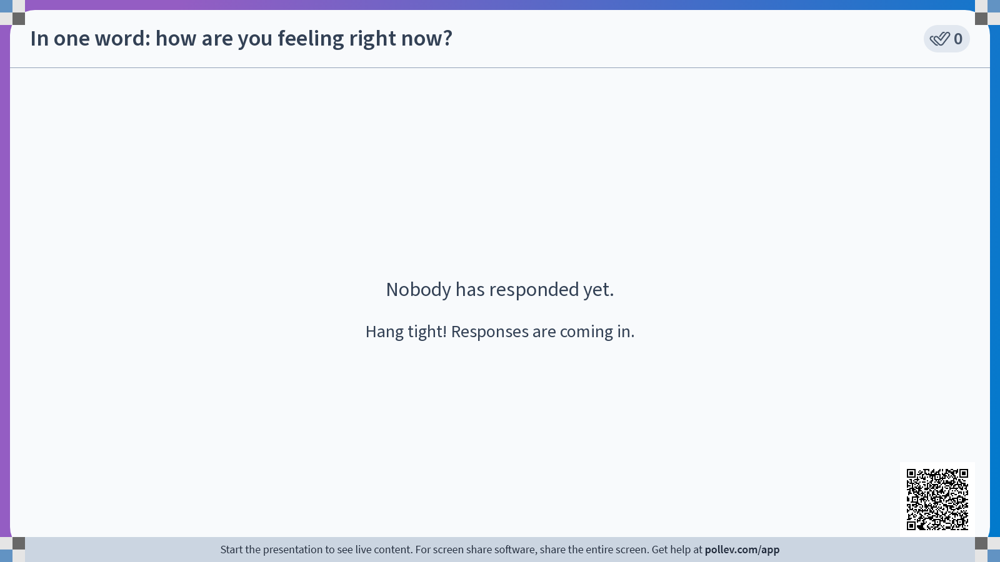 In one word: how are you feeling right now?
0
Nobody has responded yet.
Hang tight! Responses are coming in.
Start the presentation to see live content. For screen share software, share the entire screen. Get help at pollev.com/app